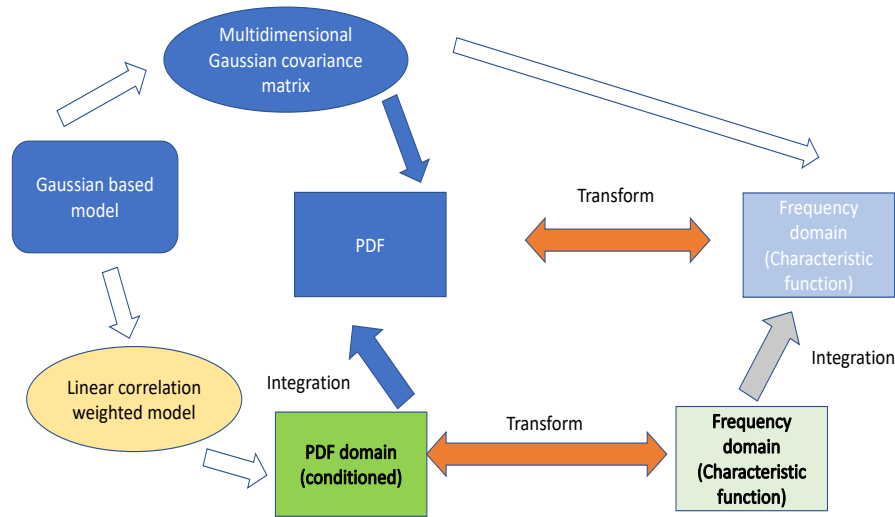 Multidimensional
Gaussian covariance
matrix
Gaussian based
model
Transform
PDF
Frequency
domain
(Characteristic
function)
Integration
Integration
Linear correlation
weighted model
PDF domain
(conditioned)
Transform
Frequency
domain
(Characteristic
function)